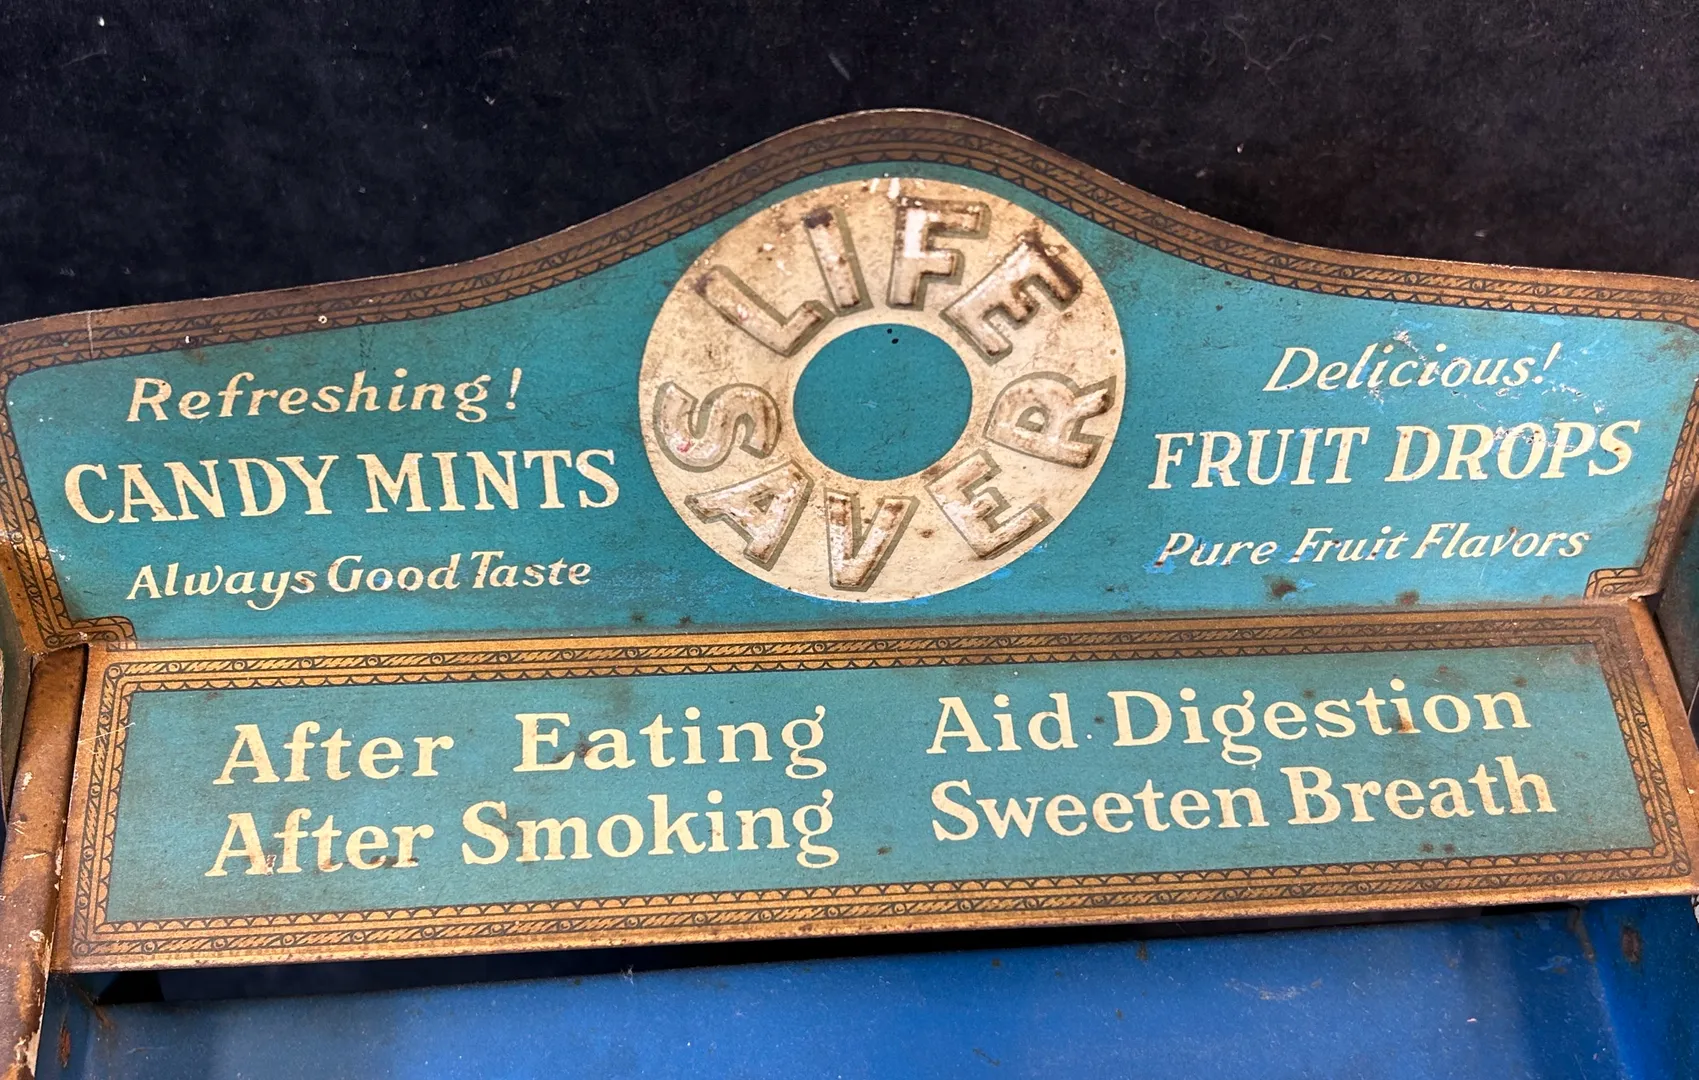 LIFE
SAVER
Refreshing!
CANDY MINTS
Always Good Taste
Delicious!
FRUIT DROPS
Pure Fruit Flavors
After Eating
After Smoking
Aid Digestion
Sweeten Breath